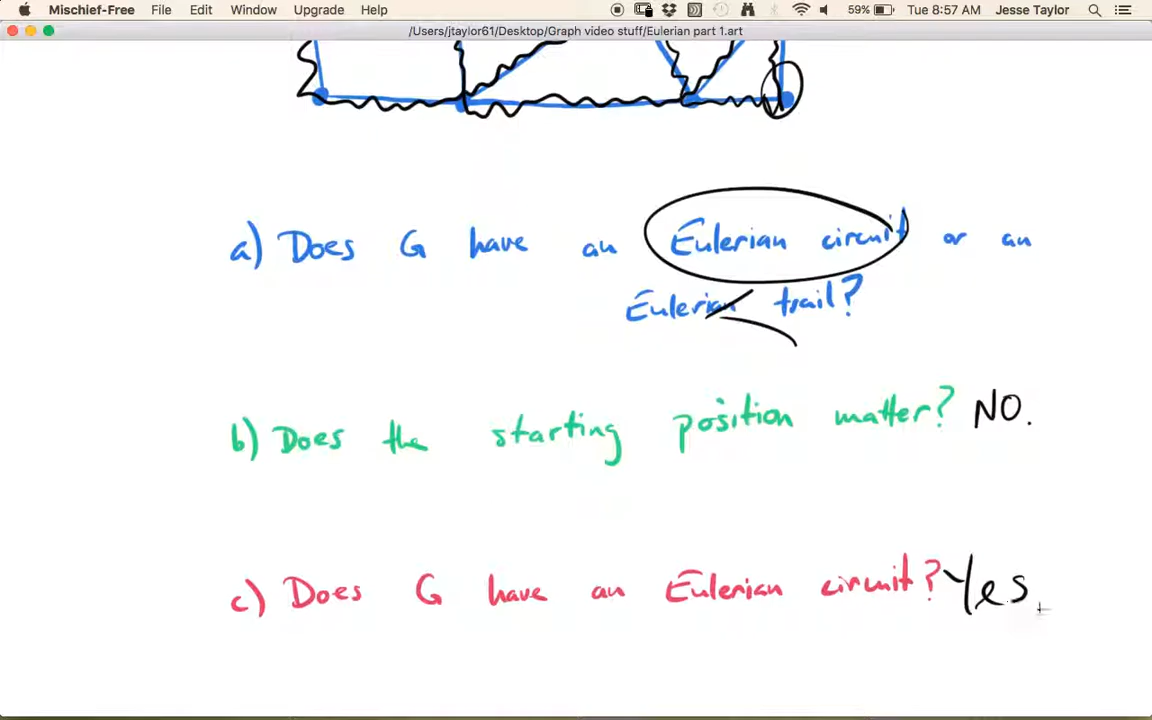 Mischief-Free File Edit Window Upgrade Help 59% Tue 8:57 AM Jesse Taylor
/Users/jtaylor61/Desktop/Graph video stuff/Eulerian part 1.art
a) Does G have an Eulerian circuit or an
Eulerian trail?
b) Does the starting position matter? NO.
c) Does G have an Eulerian circuit? Yes